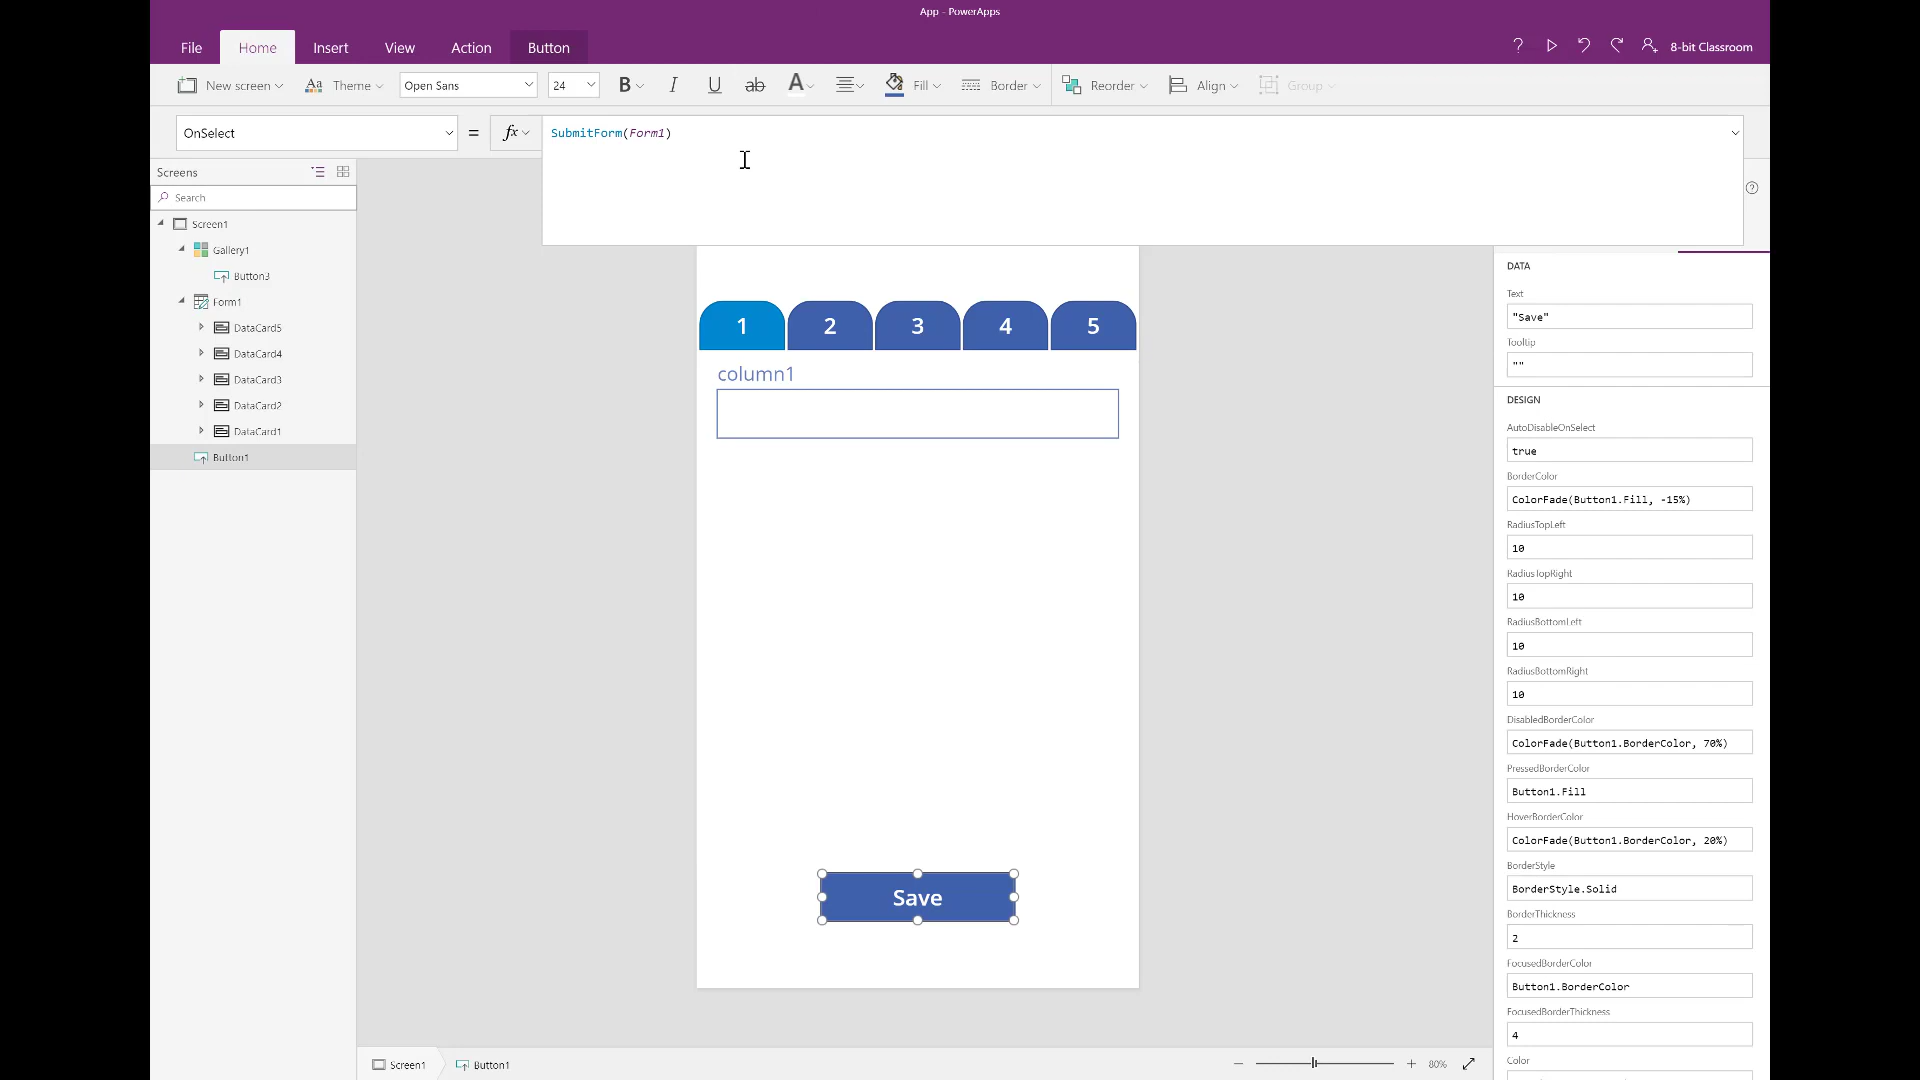 App - PowerApps
File
Home
Insert
View
Action
Button
8-bit Classroom
New screen
Theme
Open Sans
24
Fill
Border
Reorder
Align
Group
OnSelect
=
fx
SubmitForm(Form1)
Screens
Search
Screen1
Gallery1
Button3
Form1
DataCard5
DataCard4
DataCard3
DataCard2
DataCard1
Button1
1
2
3
4
5
column1
Save
DATA
Text
"Save"
Tooltip
""
DESIGN
AutoDisableOnSelect
true
BorderColor
ColorFade(Button1.Fill, -15%)
RadiusTopLeft
10
RadiusTopRight
10
RadiusBottomLeft
10
RadiusBottomRight
10
DisabledBorderColor
ColorFade(Button1.BorderColor, 70%)
PressedBorderColor
Button1.Fill
HoverBorderColor
ColorFade(Button1.BorderColor, 20%)
BorderStyle
BorderStyle.Solid
BorderThickness
2
FocusedBorderColor
Button1.BorderColor
FocusedBorderThickness
4
Color
Screen1
Button1
80%